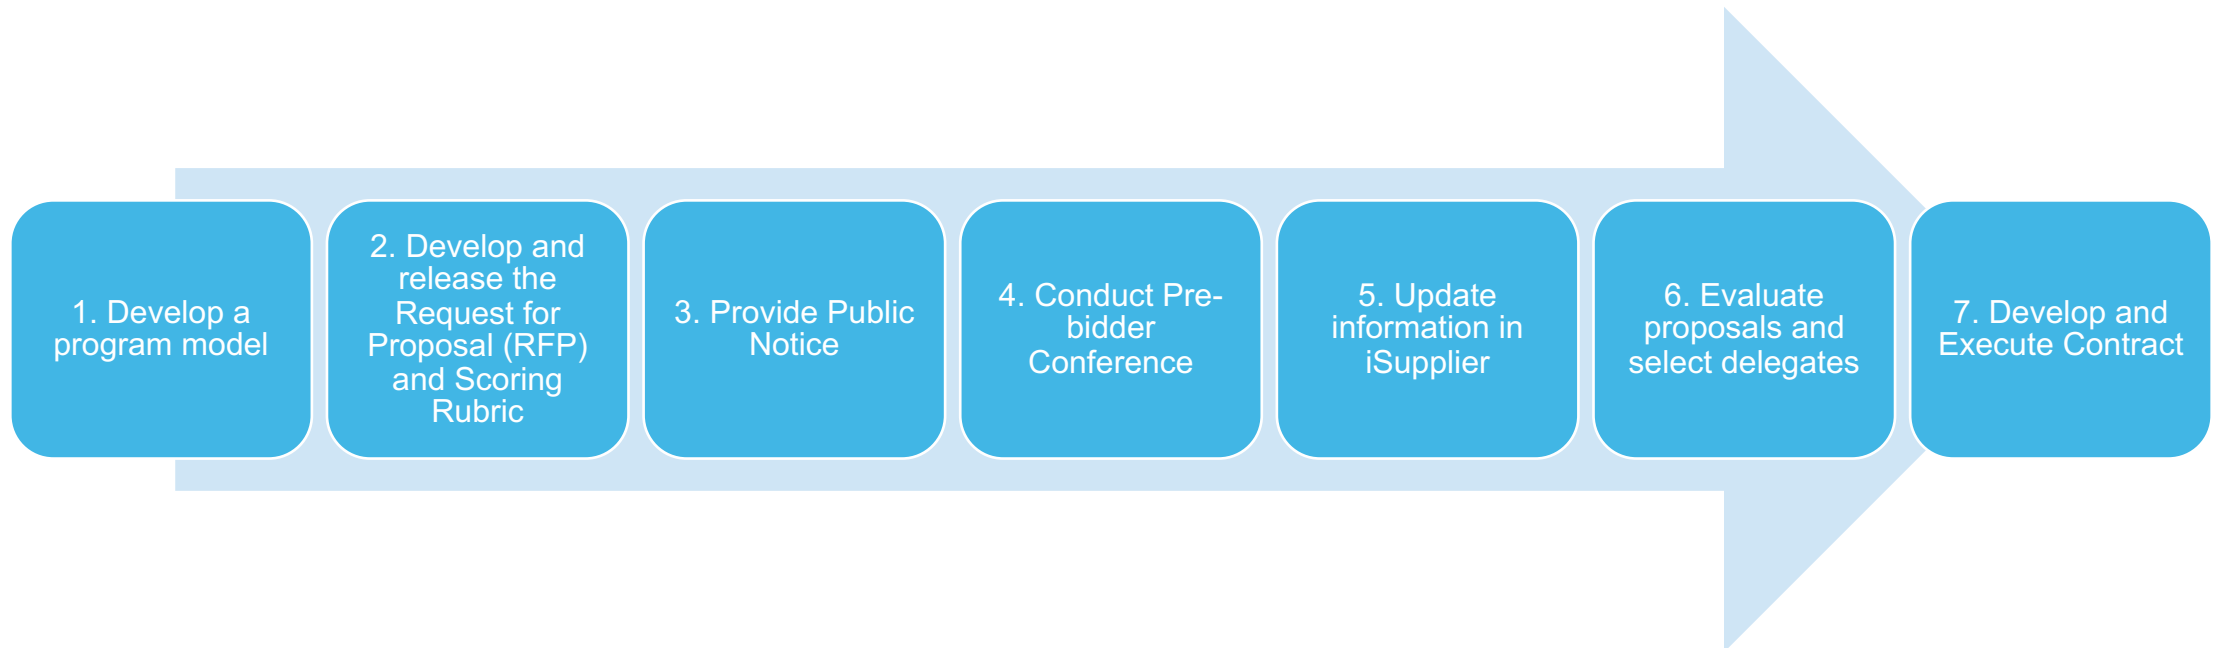 1. Develop a
program model
2. Develop and
release the
Request for
Proposal (RFP)
and Scoring
Rubric
3. Provide Public
Notice
4. Conduct Pre-
bidder
Conference
5. Update
information in
iSupplier
6. Evaluate
proposals and
select delegates
7. Develop and
Execute Contract